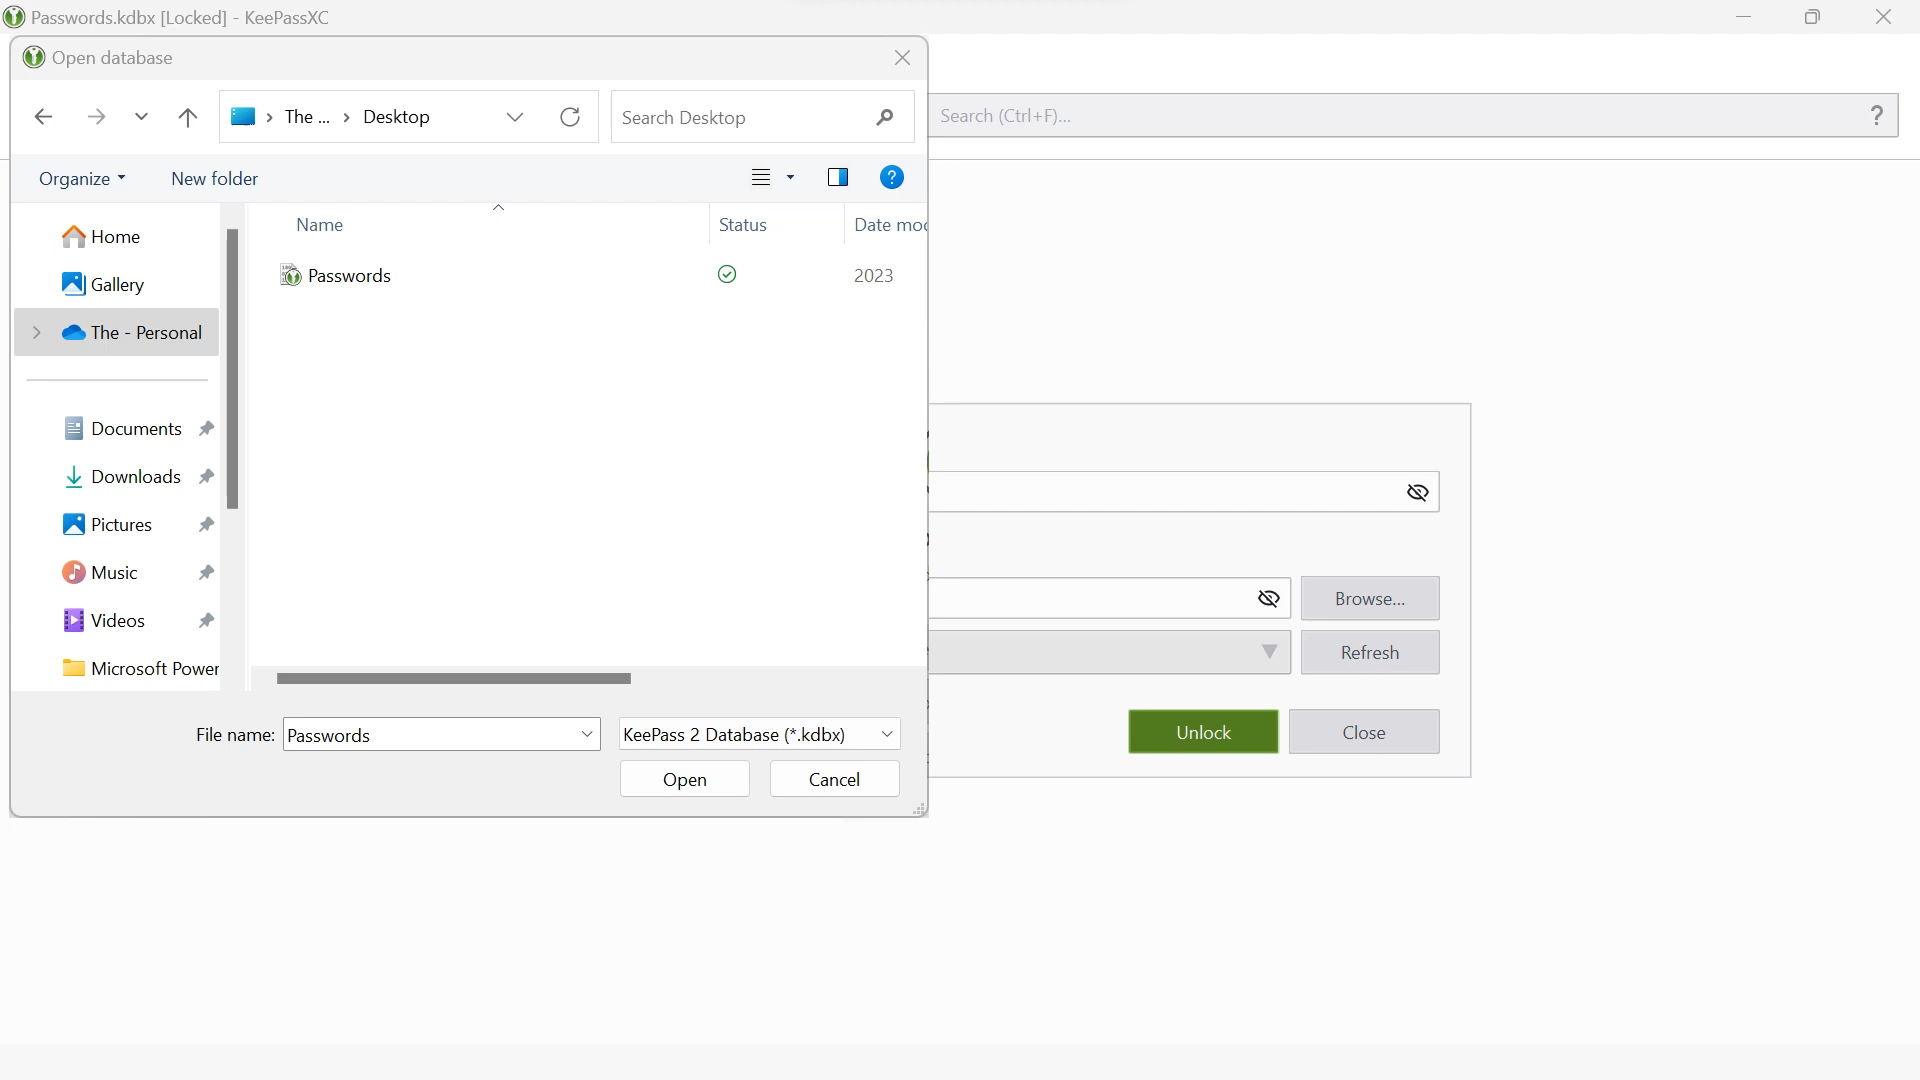 Passwords.kdbx [Locked] - KeePassXC
Open database
The ... Desktop
Search Desktop
Search (Ctrl+F)...
?
Organize
New folder
?
Name
Status
Date mo
Home
Gallery
The - Personal
Passwords
2023
Documents
Downloads
Pictures
Music
Videos
Microsoft Power
Browse...
Refresh
Unlock
Close
File name:
Passwords
KeePass 2 Database (*.kdbx)
Open
Cancel